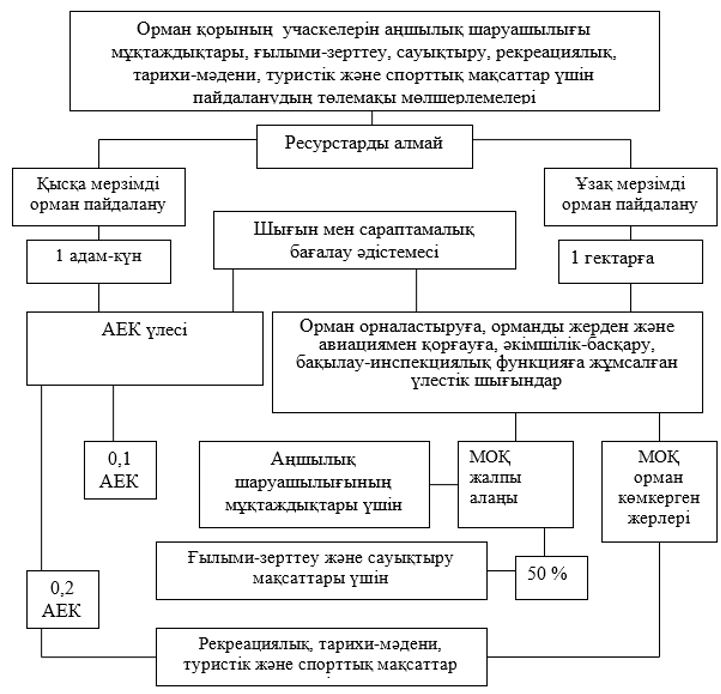 Орман қорының учаскелерін аңшылық шаруашылығы
мұқтаждықтары, ғылыми-зерттеу, сауықтыру, рекреациялық,
тарихи-мәдени, туристік және спорттық мақсаттар үшін
пайдаланудың төлемақы мөлшерлемелері
Ресурстарды алмай
Қысқа мерзімді
орман пайдалану
Ұзақ мерзімді
орман пайдалану
Шығын мен сараптамалық
бағалау әдістемесі
1 адам-күн
1 гектарға
АЕК үлесі
Орман орналастыруға, орманды жерден және
авиациямен қорғауға, әкімшілік-басқару,
бақылау-инспекциялық функцияға жұмсалған
үлестік шығындар
0,1
АЕК
Аңшылық
шаруашылығының
мұқтаждықтары үшін
МОҚ
жалпы
алаңы
МОҚ
орман
көмкерген
жерлері
Ғылыми-зерттеу және сауықтыру
мақсаттары үшін
50 %
0,2
АЕК
Рекреациялық, тарихи-мәдени,
туристік және спорттық мақсаттар